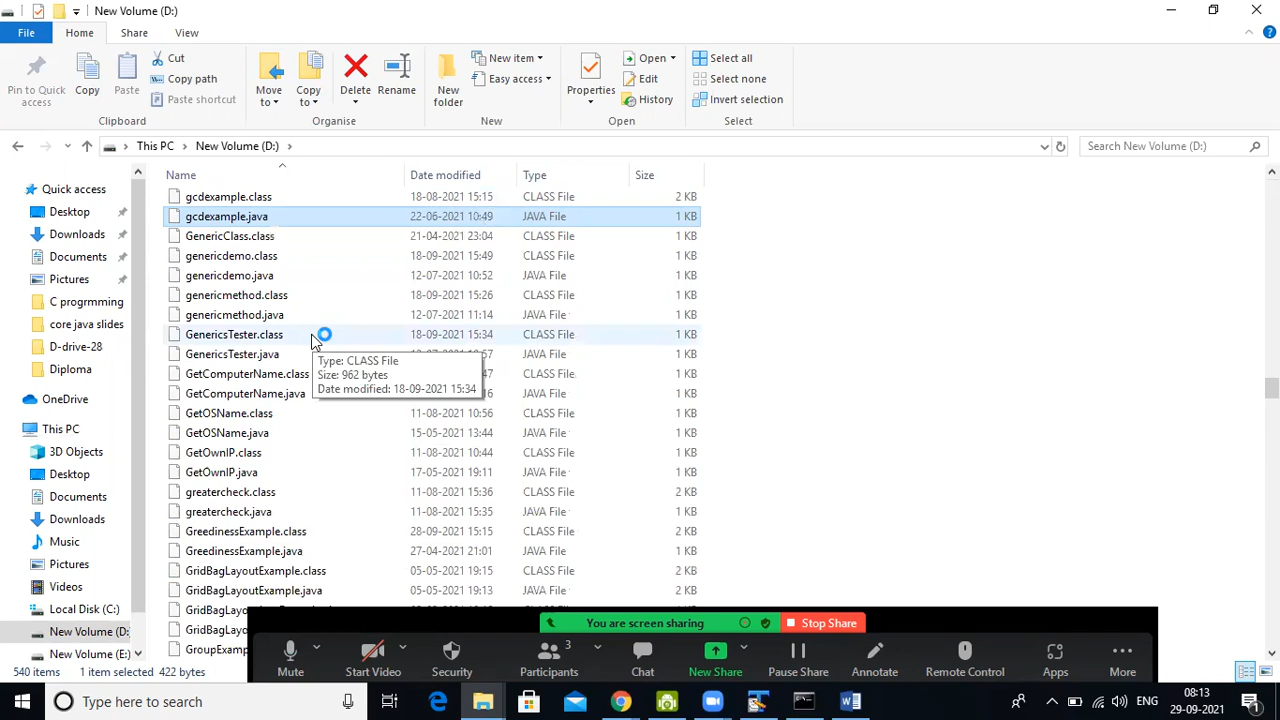 New Volume (D:)
File Home Share View
Pin to Quick access
Copy
Paste
Cut
Copy path
Paste shortcut
Clipboard
Move to
Copy to
Delete
Rename
Organise
New folder
New item
Easy access
New
Properties
Open
Edit
History
Open
Select all
Select none
Invert selection
Select
This PC > New Volume (D:) >
Search New Volume (D:)
Quick access
Desktop
Downloads
Documents
Pictures
C progrmming
core java slides
D-drive-28
Diploma
OneDrive
This PC
3D Objects
Desktop
Documents
Downloads
Music
Pictures
Videos
Local Disk (C:)
New Volume (D:
New Volume (E:
Name Date modified Type Size
gcdexample.class 18-08-2021 15:15 CLASS File 2 KB
gcdexample.java 22-06-2021 10:49 JAVA File 1 KB
GenericClass.class 21-04-2021 23:04 CLASS File 1 KB
genericdemo.class 18-09-2021 15:49 CLASS File 1 KB
genericdemo.java 12-07-2021 10:52 JAVA File 1 KB
genericmethod.class 18-09-2021 15:26 CLASS File 1 KB
genericmethod.java 12-07-2021 11:14 JAVA File 1 KB
GenericsTester.class 18-09-2021 15:34 CLASS File 1 KB
GenericsTester.java :57 JAVA File 1 KB
GetComputerName.class :47 CLASS File 1 KB
GetComputerName.java :16 JAVA File 1 KB
Type: CLASS File
Size: 962 bytes
Date modified: 18-09-2021 15:34
GetOSName.class 11-08-2021 10:56 CLASS File 1 KB
GetOSName.java 15-05-2021 13:44 JAVA File 1 KB
GetOwnIP.class 11-08-2021 10:44 CLASS File 1 KB
GetOwnIP.java 17-05-2021 19:11 JAVA File 1 KB
greatercheck.class 11-08-2021 15:36 CLASS File 2 KB
greatercheck.java 11-08-2021 15:35 JAVA File 1 KB
GreedinessExample.class 28-09-2021 15:15 CLASS File 1 KB
GreedinessExample.java 27-04-2021 21:01 JAVA File 1 KB
GridBagLayoutExample.class 05-05-2021 19:15 CLASS File 2 KB
GridBagLayoutExample.java 05-05-2021 19:13 JAVA File 1 KB
GridBagLay
GridBagLay
GroupExam
You are screen sharing Stop Share
Mute
Start Video
Security
Participants 3
Chat
New Share
Pause Share
Annotate
Remote Control
Apps
More
540 items 1 item selected 422 bytes
Type here to search
ENG
08:13
29-09-2021
1